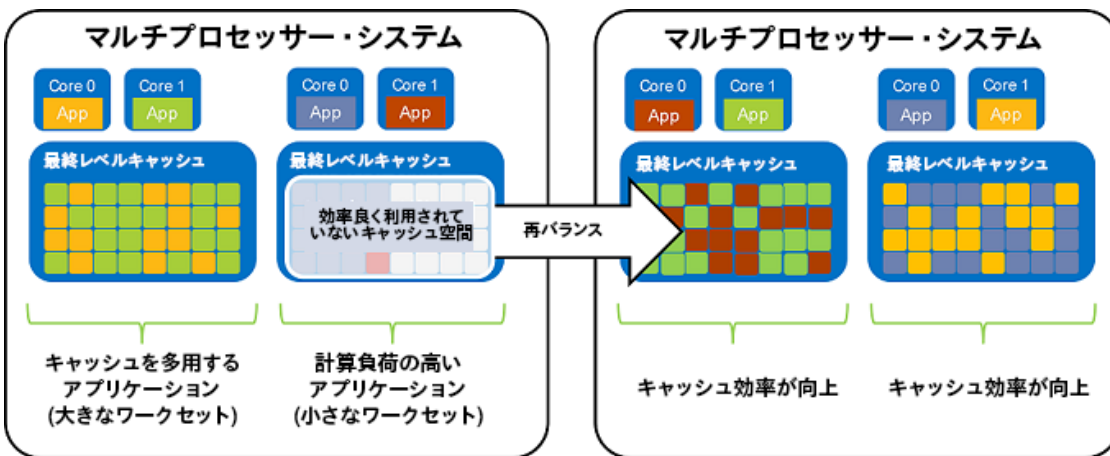 マルチプロセッサー・システム
Core 0
App
Core 1
App
Core 0
App
Core 1
App
最終レベルキャッシュ
最終レベルキャッシュ
効率良く利用されて
いないキャッシュ空間
キャッシュを多用する
アプリケーション
(大きなワークセット)
計算負荷の高い
アプリケーション
(小さなワークセット)
再バランス
マルチプロセッサー・システム
Core 0
App
Core 1
App
Core 0
App
Core 1
App
最終レベルキャッシュ
最終レベルキャッシュ
キャッシュ効率が向上
キャッシュ効率が向上